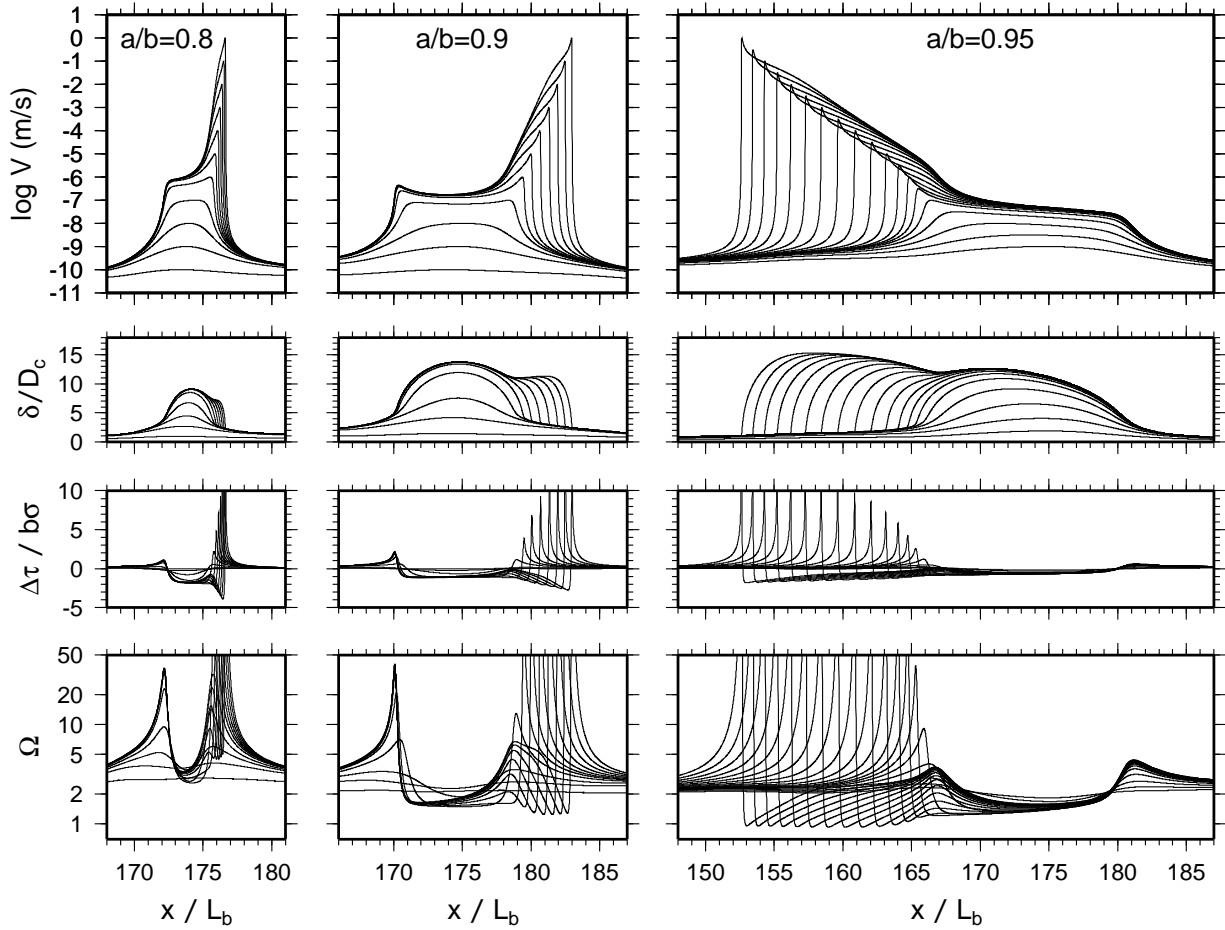 a/b=0.8
a/b=0.9
a/b=0.95
log V (m/s)
1
0
-1
-2
-3
-4
-5
-6
-7
-8
-9
-10
-11
δ/D_c
15
10
5
0
Δτ / bσ
10
5
0
-5
Ω
50
20
10
5
2
1
170 175 180
170 175 180 185
150 155 160 165 170 175 180 185
x / L_b
x / L_b
x / L_b